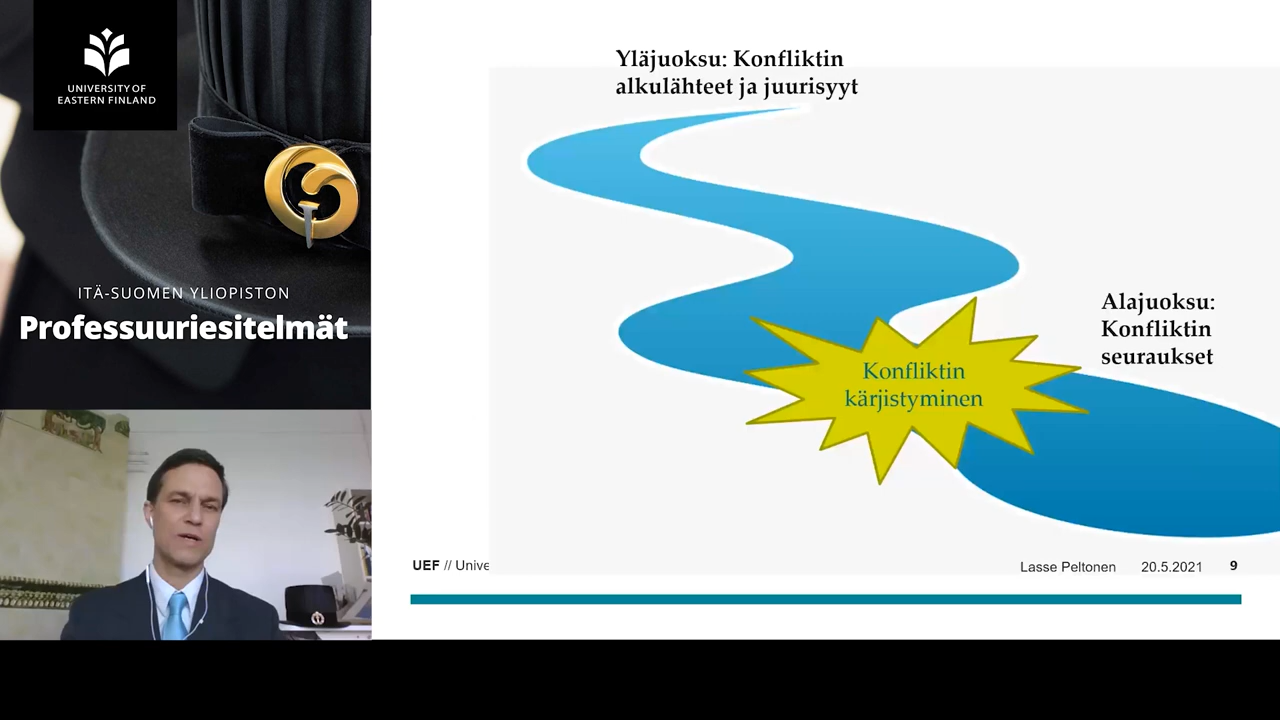 UNIVERSITY OF
EASTERN FINLAND
ITÄ-SUOMEN YLIOPISTON
Professuuriesitelmät
Yläjuoksu: Konfliktin
alkulähteet ja juurisyyt
Alajuoksu:
Konfliktin
seuraukset
Konfliktin
kärjistyminen
UEF // Unive
Lasse Peltonen 20.5.2021 9